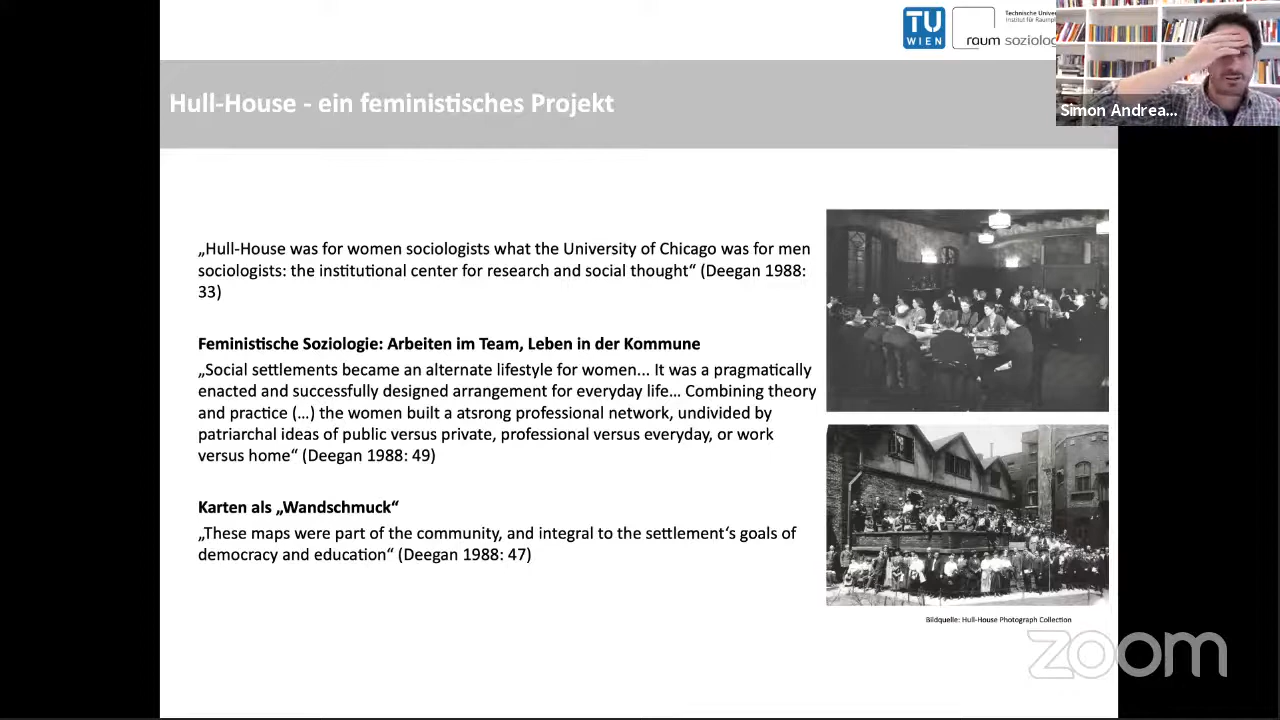 TU
WIEN
Technische Univer
Institut für Raumpl
raum soziolog
Simon Andrea...
Hull-House - ein feministisches Projekt
„Hull-House was for women sociologists what the University of Chicago was for men
sociologists: the institutional center for research and social thought“ (Deegan 1988:
33)
Feministische Soziologie: Arbeiten im Team, Leben in der Kommune
„Social settlements became an alternate lifestyle for women... It was a pragmatically
enacted and successfully designed arrangement for everyday life... Combining theory
and practice (...) the women built a atsrong professional network, undivided by
patriarchal ideas of public versus private, professional versus everyday, or work
versus home“ (Deegan 1988: 49)
Karten als „Wandschmuck“
„These maps were part of the community, and integral to the settlement‘s goals of
democracy and education“ (Deegan 1988: 47)
Bildquelle: Hull-House Photograph Collection
zoom